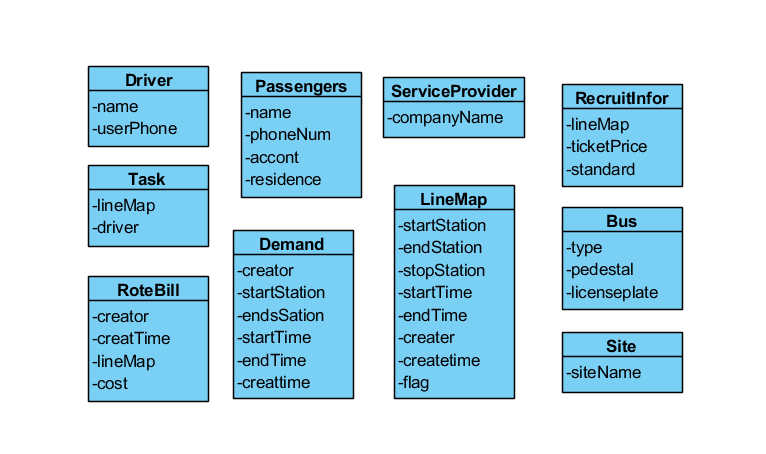 Driver
-name
-userPhone
Passengers
-name
-phoneNum
-accont
-residence
ServiceProvider
-companyName
RecruitInfor
-lineMap
-ticketPrice
-standard
Task
-lineMap
-driver
Demand
-creator
-startStation
-endsSation
-startTime
-endTime
-creattime
LineMap
-startStation
-endStation
-stopStation
-startTime
-endTime
-creater
-createtime
-flag
Bus
-type
-pedestal
-licenseplate
RoteBill
-creator
-creatTime
-lineMap
-cost
Site
-siteName